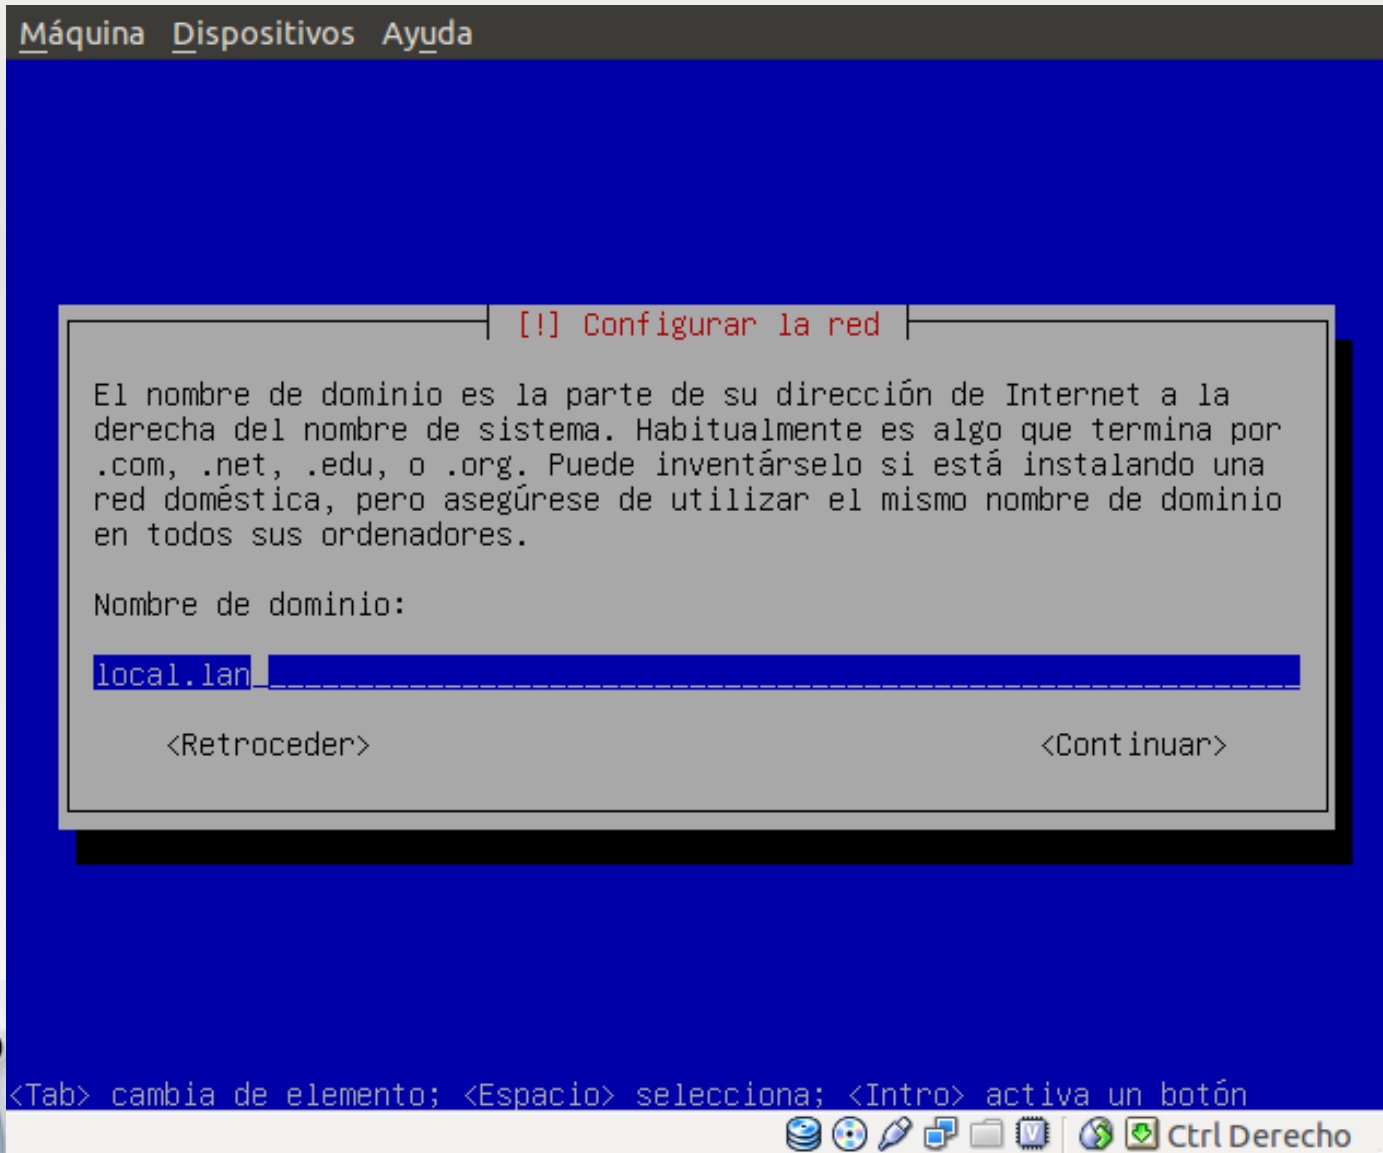 Máquina Dispositivos Ayuda
[!] Configurar la red
El nombre de dominio es la parte de su dirección de Internet a la
derecha del nombre de sistema. Habitualmente es algo que termina por
.com, .net, .edu, o .org. Puede inventárselo si está instalando una
red doméstica, pero asegúrese de utilizar el mismo nombre de dominio
en todos sus ordenadores.
Nombre de dominio:
local.lan
<Retroceder> <Continuar>
<Tab> cambia de elemento; <Espacio> selecciona; <Intro> activa un botón
Ctrl Derecho